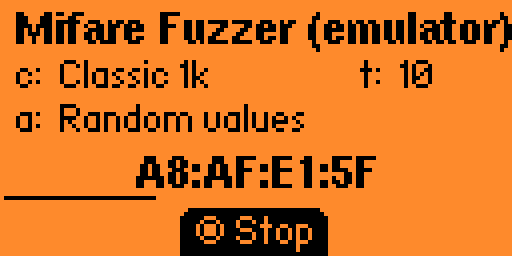 Mifare Fuzzer (emulator)
c: Classic 1k t: 10
a: Random values
A8:AF:E1:5F
Stop